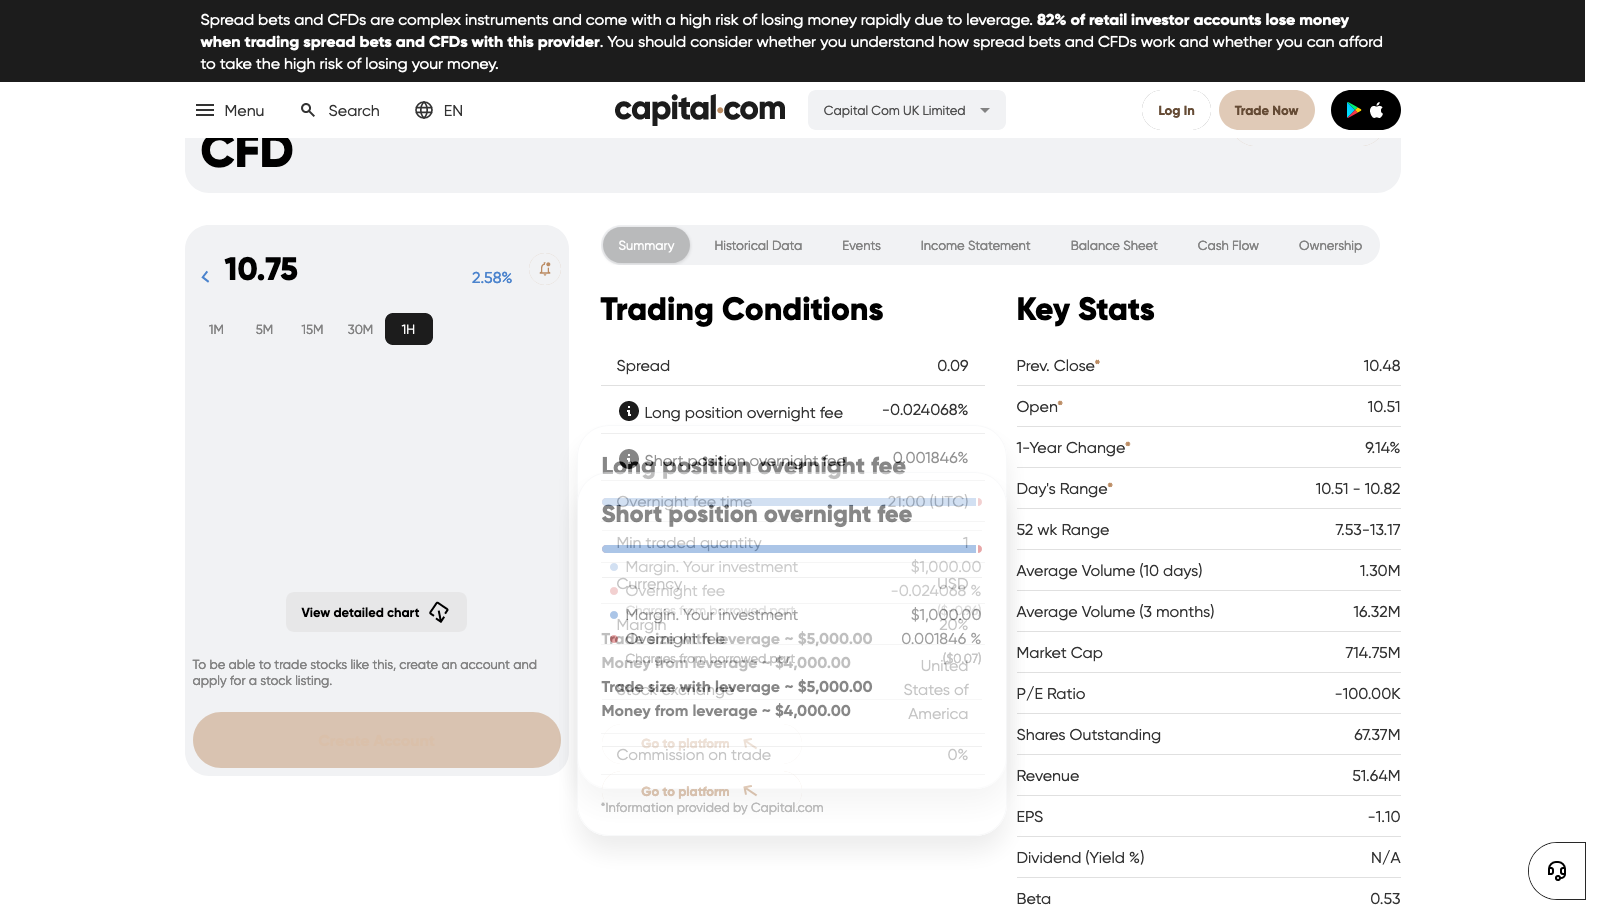 Spread bets and CFDs are complex instruments and come with a high risk of losing money rapidly due to leverage. 82% of retail investor accounts lose money
when trading spread bets and CFDs with this provider. You should consider whether you understand how spread bets and CFDs work and whether you can afford
to take the high risk of losing your money.
Menu
Search
EN
capital.com
Capital Com UK Limited
Log In
Trade Now
CFD
10.75
2.58%
1M
5M
15M
30M
1H
View detailed chart
To be able to trade stocks like this, create an account and
apply for a stock listing.
Create Account
Summary
Historical Data
Events
Income Statement
Balance Sheet
Cash Flow
Ownership
Trading Conditions
Spread 0.09
Long position overnight fee -0.024068%
Short position overnight fee 0.001846%
Long position overnight fee
Overnight fee time 21:00 (UTC)
Short position overnight fee
Min traded quantity 1
Margin. Your investment $1,000.00
Currency USD
Overnight fee -0.024068 %
Charges from borrowed part
Margin. Your investment $1,000.00
Margin 20%
Trade size with leverage ~ $5,000.00
Overnight fee 0.001846 %
Charges from borrowed part ($0.07)
Money from leverage ~ $4,000.00
Stock exchange United
States of
America
Trade size with leverage ~ $5,000.00
Money from leverage ~ $4,000.00
Go to platform
Commission on trade 0%
Go to platform
*Information provided by Capital.com
Key Stats
Prev. Close* 10.48
Open* 10.51
1-Year Change* 9.14%
Day's Range* 10.51 - 10.82
52 wk Range 7.53-13.17
Average Volume (10 days) 1.30M
Average Volume (3 months) 16.32M
Market Cap 714.75M
P/E Ratio -100.00K
Shares Outstanding 67.37M
Revenue 51.64M
EPS -1.10
Dividend (Yield %) N/A
Beta 0.53